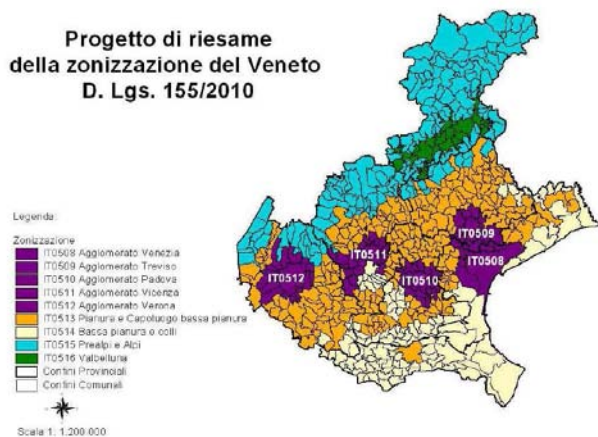 Progetto di riesame
della zonizzazione del Veneto
D. Lgs. 155/2010
IT0509
IT0511
IT0508
IT0512
IT0510
Legenda:
Zonizzazione
IT0508 Agglomerato Venezia
IT0509 Agglomerato Treviso
IT0510 Agglomerato Padova
IT0511 Agglomerato Vicenza
IT0512 Agglomerato Verona
IT0513 Pianura e Capoluogo bassa pianura
IT0514 Bassa pianura e colli
IT0515 Prealpi e Alpi
IT0516 Valbelluna
Confini Provinciali
Confini Comunali
Scala 1: 1.200.000